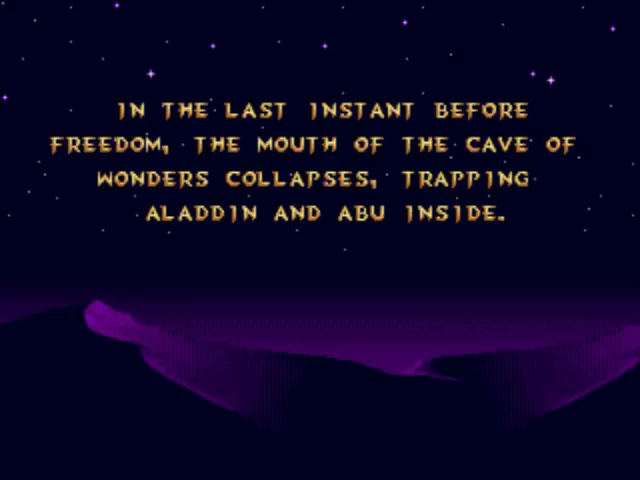 IN THE LAST INSTANT BEFORE
FREEDOM, THE MOUTH OF THE CAVE OF
WONDERS COLLAPSES, TRAPPING
ALADDIN AND ABU INSIDE.